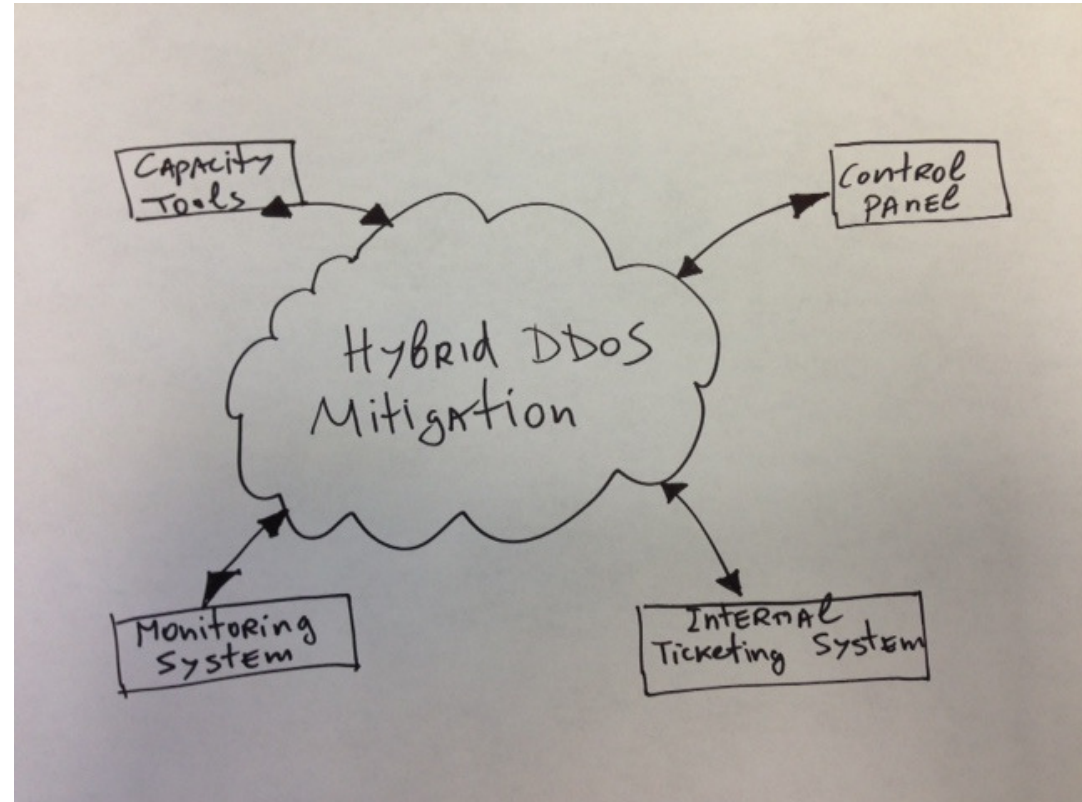 Capacity
Tools
Control
Panel
Hybrid DDoS
Mitigation
Monitoring
System
Internal
Ticketing System